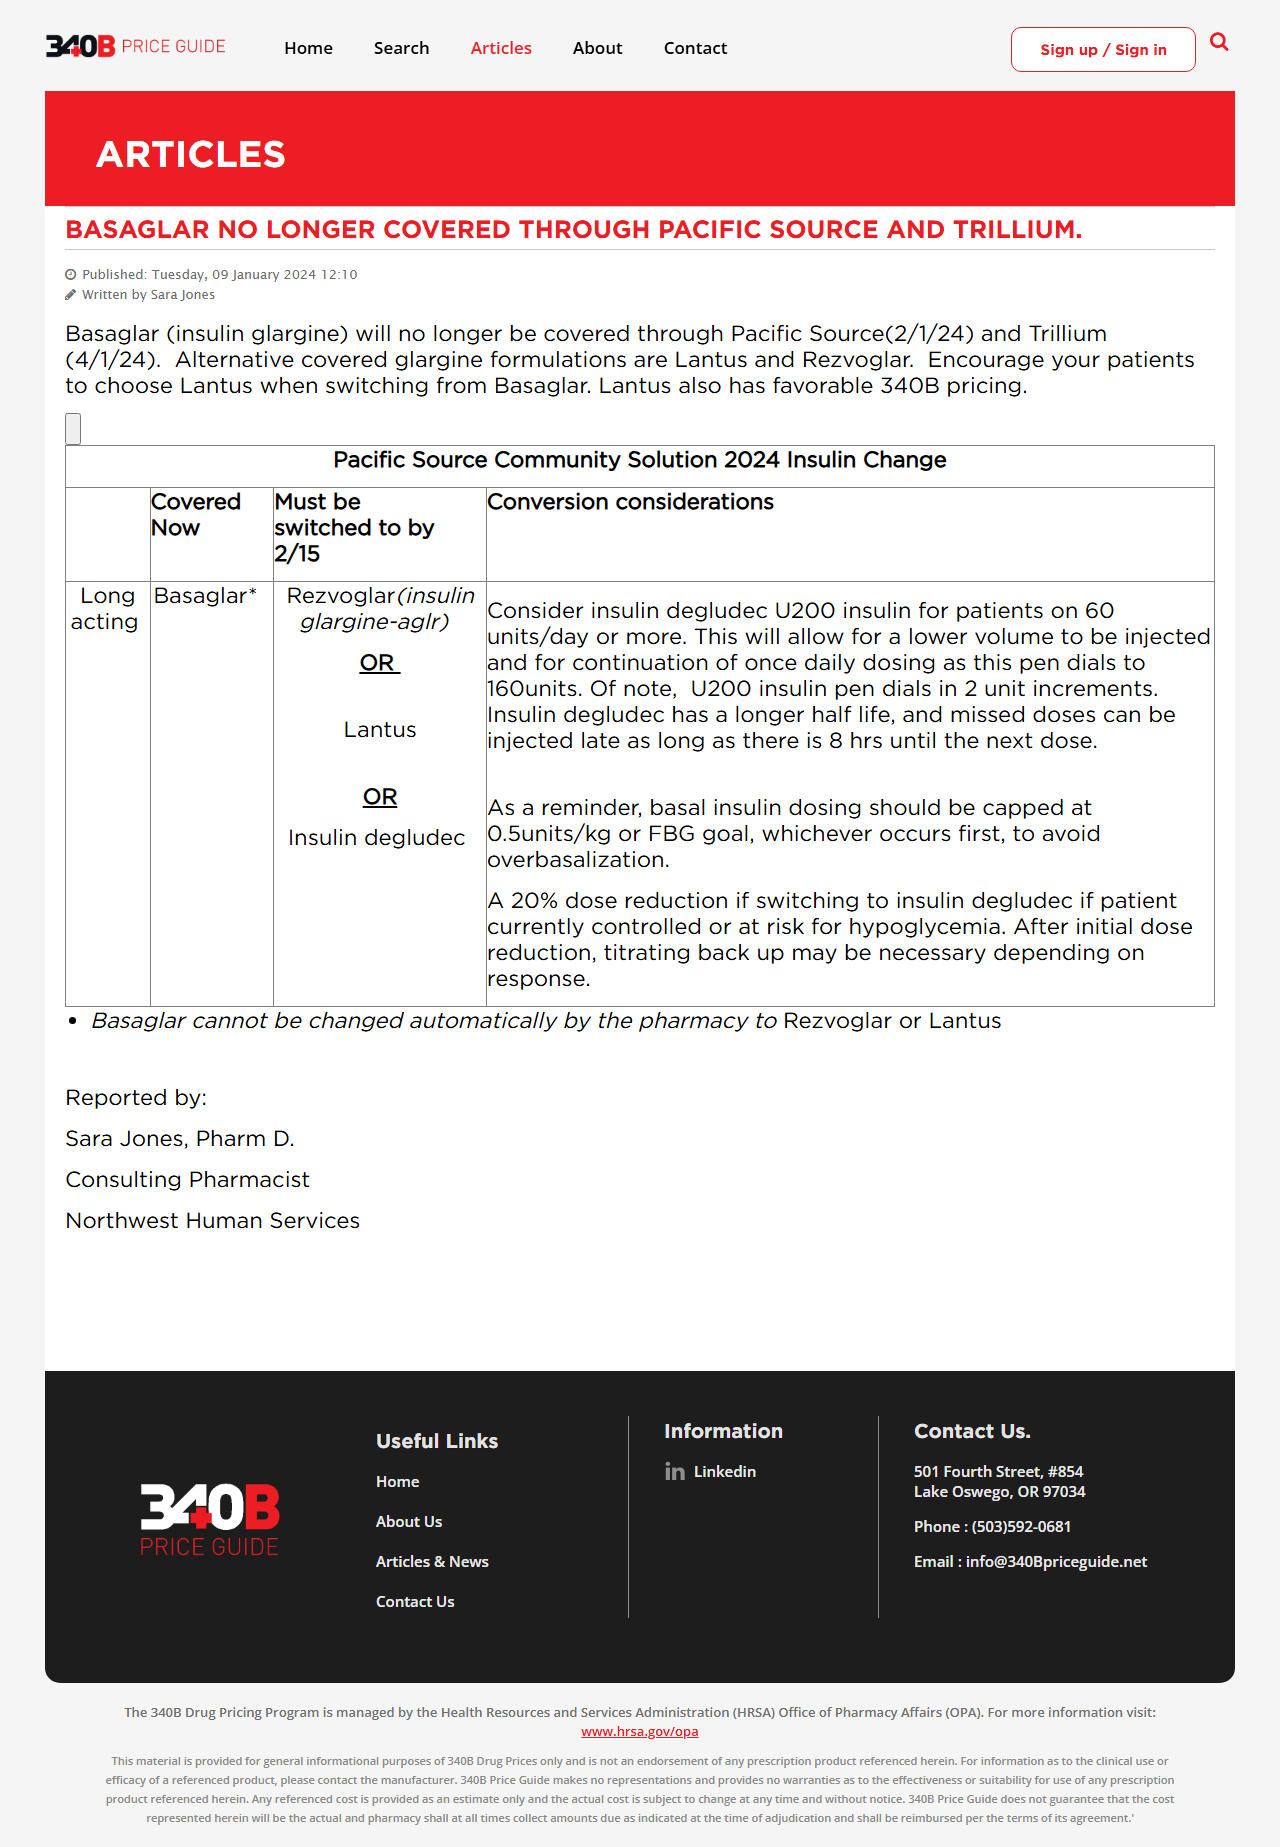 340B PRICE GUIDE
Home
Search
Articles
About
Contact
Sign up / Sign in
ARTICLES
BASAGLAR NO LONGER COVERED THROUGH PACIFIC SOURCE AND TRILLIUM.
Published: Tuesday, 09 January 2024 12:10
Written by Sara Jones
Basaglar (insulin glargine) will no longer be covered through Pacific Source(2/1/24) and Trillium
(4/1/24).  Alternative covered glargine formulations are Lantus and Rezvoglar.  Encourage your patients
to choose Lantus when switching from Basaglar. Lantus also has favorable 340B pricing.
Pacific Source Community Solution 2024 Insulin Change
Covered
Now
Must be
switched to by
2/15
Conversion considerations
Long
acting
Basaglar*
Rezvoglar(insulin
glargine-aglr)
OR
Lantus
OR
Insulin degludec
Consider insulin degludec U200 insulin for patients on 60
units/day or more. This will allow for a lower volume to be injected
and for continuation of once daily dosing as this pen dials to
160units. Of note,  U200 insulin pen dials in 2 unit increments.
Insulin degludec has a longer half life, and missed doses can be
injected late as long as there is 8 hrs until the next dose.
As a reminder, basal insulin dosing should be capped at
0.5units/kg or FBG goal, whichever occurs first, to avoid
overbasalization.
A 20% dose reduction if switching to insulin degludec if patient
currently controlled or at risk for hypoglycemia. After initial dose
reduction, titrating back up may be necessary depending on
response.
• Basaglar cannot be changed automatically by the pharmacy to Rezvoglar or Lantus
Reported by:
Sara Jones, Pharm D.
Consulting Pharmacist
Northwest Human Services
340B
PRICE GUIDE
Useful Links
Home
About Us
Articles & News
Contact Us
Information
in Linkedin
Contact Us.
501 Fourth Street, #854
Lake Oswego, OR 97034
Phone : (503)592-0681
Email : info@340Bpriceguide.net
The 340B Drug Pricing Program is managed by the Health Resources and Services Administration (HRSA) Office of Pharmacy Affairs (OPA). For more information visit:
www.hrsa.gov/opa
This material is provided for general informational purposes of 340B Drug Prices only and is not an endorsement of any prescription product referenced herein. For information as to the clinical use or
efficacy of a referenced product, please contact the manufacturer. 340B Price Guide makes no representations and provides no warranties as to the effectiveness or suitability for use of any prescription
product referenced herein. Any referenced cost is provided as an estimate only and the actual cost is subject to change at any time and without notice. 340B Price Guide does not guarantee that the cost
represented herein will be the actual and pharmacy shall at all times collect amounts due as indicated at the time of adjudication and shall be reimbursed per the terms of its agreement.'